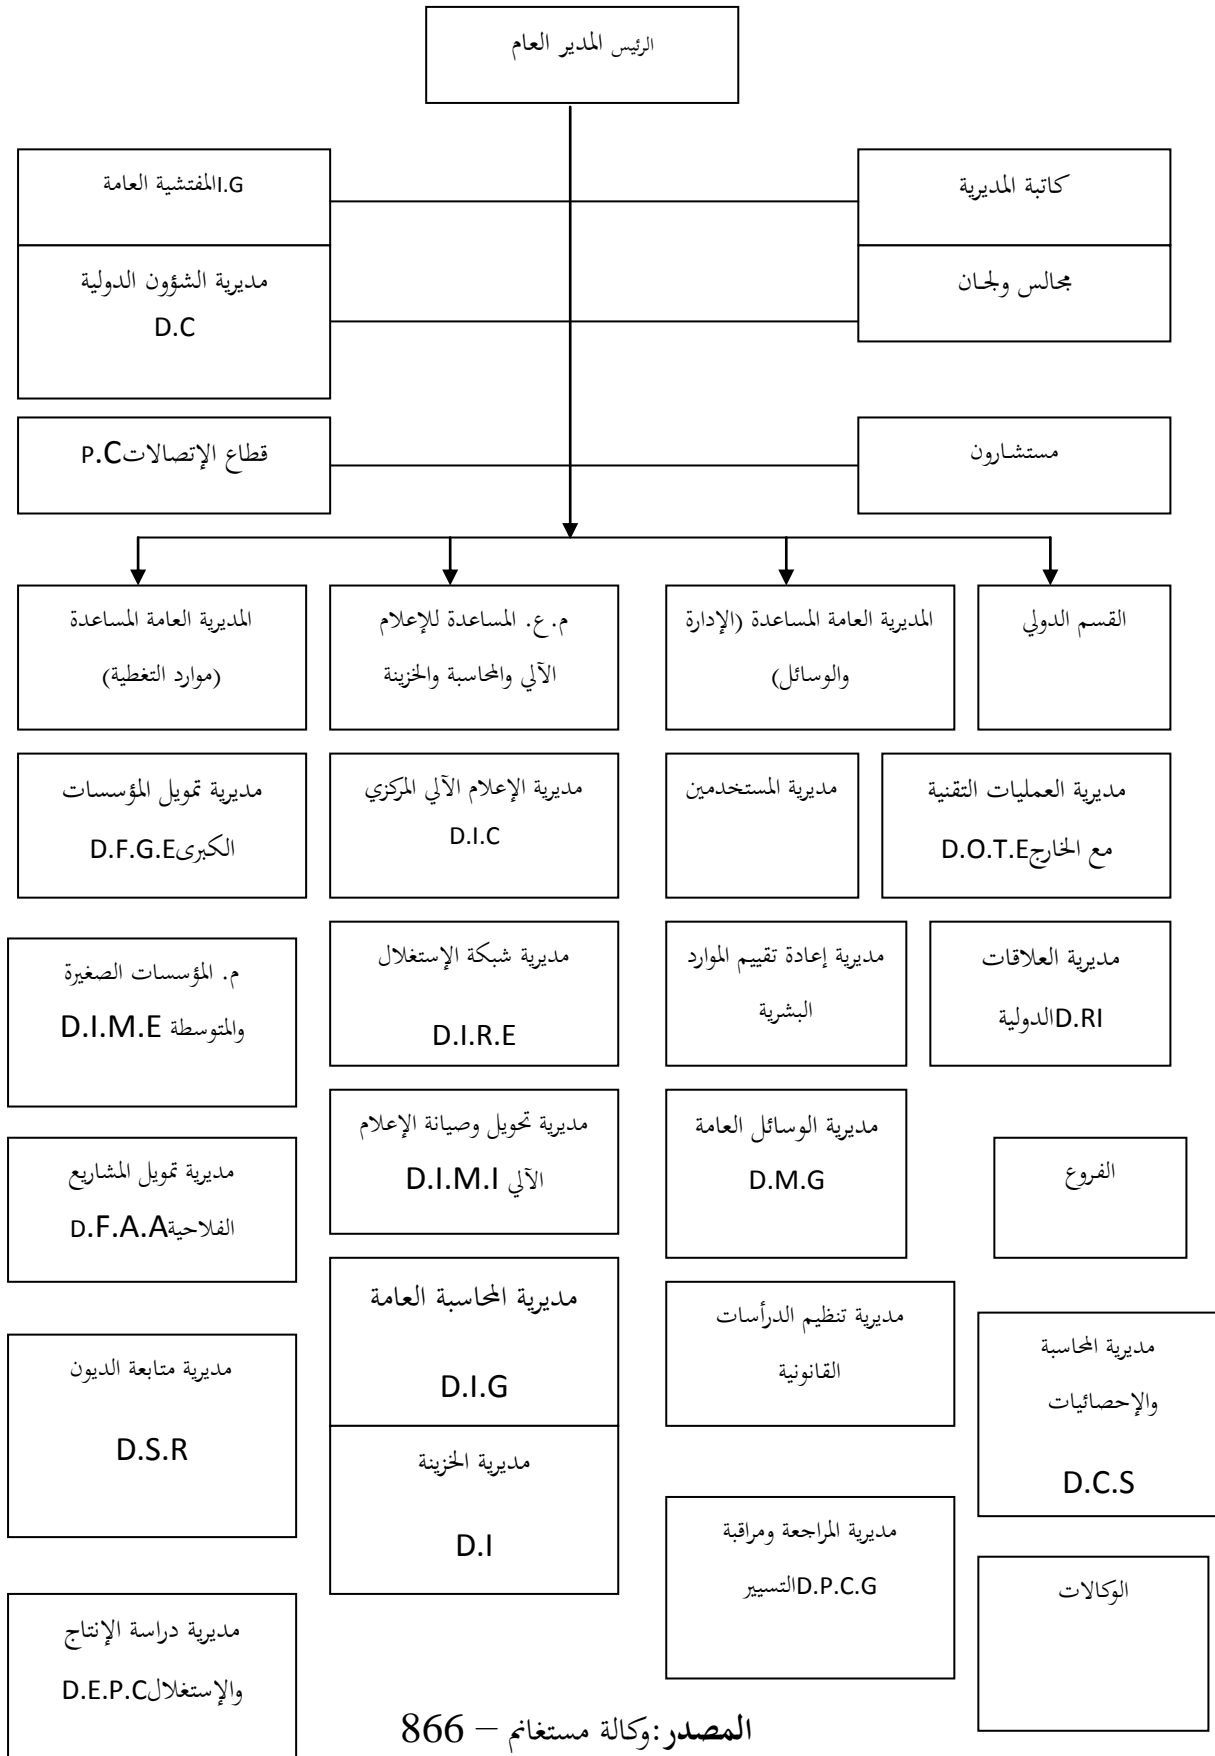 الرئيس المدير العام
كاتبة المديرية
I.Gالمفتشية العامة
مجالس ولجان
مديرية الشؤون الدولية
D.C
مستشارون
قطاع الإتصالاتP.C
القسم الدولي
المديرية العامة المساعدة (الإدارة
والوسائل)
م.ع. المساعدة للإعلام
الآلي والمحاسبة والخزينة
المديرية العامة المساعدة
(موارد التغطية)
مديرية العمليات التقنية
مع الخارجD.O.T.E
مديرية المستخدمين
مديرية الإعلام الآلي المركزي
D.I.C
مديرية تمويل المؤسسات
الكبرىD.F.G.E
مديرية العلاقات
D.RIالدولية
مديرية إعادة تقييم الموارد
البشرية
مديرية شبكة الإستغلال
D.I.R.E
م. المؤسسات الصغيرة
والمتوسطة D.I.M.E
الفروع
مديرية الوسائل العامة
D.M.G
مديرية تحويل وصيانة الإعلام
الآلي D.I.M.I
مديرية تمويل المشاريع
الفلاحيةD.F.A.A
مديرية المحاسبة
والإحصائيات
D.C.S
مديرية تنظيم الدرأسات
القانونية
مديرية المحاسبة العامة
D.I.G
مديرية متابعة الديون
D.S.R
الوكالات
مديرية المراجعة ومراقبة
D.P.C.Gالتسيير
مديرية الخزينة
D.I
مديرية دراسة الإنتاج
والإستغلالD.E.P.C
المصدر:وكالة مستغانم – 866